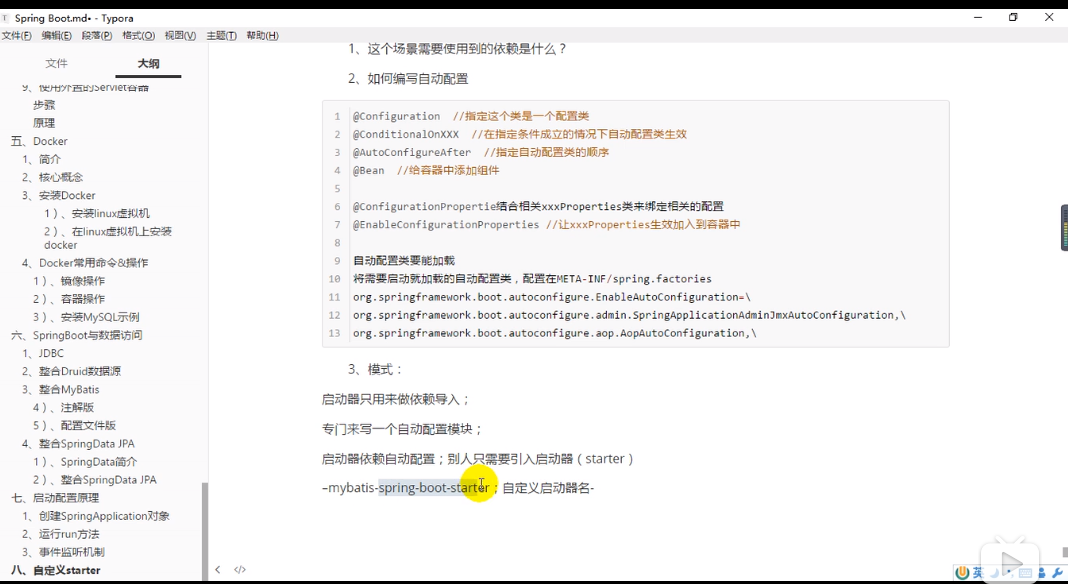 Spring Boot.md• - Typora
文件(F) 编辑(E) 段落(P) 格式(O) 视图(V) 主题(T) 帮助(H)
文件 大纲
9、使用外置的Servlet容器
步骤
原理
五、Docker
1、简介
2、核心概念
3、安装Docker
1）、安装linux虚拟机
2）、在linux虚拟机上安装
docker
4、Docker常用命令&操作
1）、镜像操作
2）、容器操作
3）、安装MySQL示例
六、SpringBoot与数据访问
1、JDBC
2、整合Druid数据源
3、整合MyBatis
4）、注解版
5）、配置文件版
4、整合SpringData JPA
1）、SpringData简介
2）、整合SpringData JPA
七、启动配置原理
1、创建SpringApplication对象
2、运行run方法
3、事件监听机制
八、自定义starter
1、这个场景需要使用到的依赖是什么？
2、如何编写自动配置
1 @Configuration //指定这个类是一个配置类
2 @ConditionalOnXXX //在指定条件成立的情况下自动配置类生效
3 @AutoConfigureAfter //指定自动配置类的顺序
4 @Bean //给容器中添加组件
5
6 @ConfigurationPropertie结合相关xxxProperties类来绑定相关的配置
7 @EnableConfigurationProperties //让xxxProperties生效加入到容器中
8
9 自动配置类要能加载
10 将需要启动就加载的自动配置类，配置在META-INF/spring.factories
11 org.springframework.boot.autoconfigure.EnableAutoConfiguration=\
12 org.springframework.boot.autoconfigure.admin.SpringApplicationAdminJmxAutoConfiguration,\
13 org.springframework.boot.autoconfigure.aop.AopAutoConfiguration,\
3、模式：
启动器只用来做依赖导入；
专门来写一个自动配置模块；
启动器依赖自动配置；别人只需要引入启动器（starter）
–mybatis-spring-boot-starter；自定义启动器名-
英